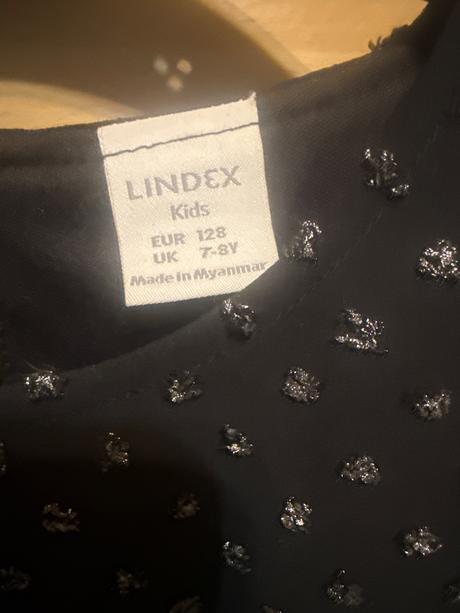 LINDEX
Kids
EUR 128
UK 7-8Y
Made in Myanmar